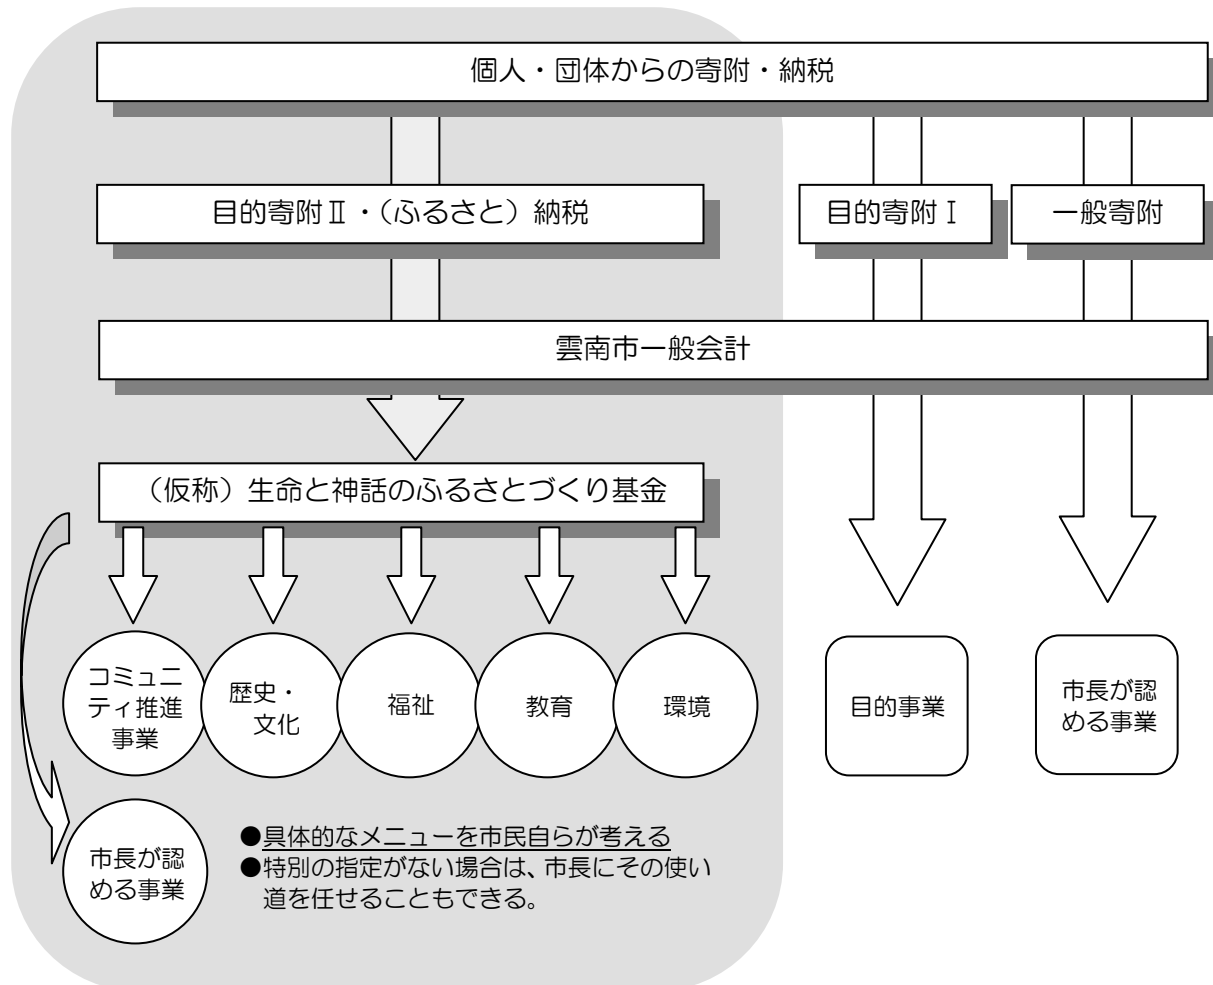 個人・団体からの寄附・納税
目的寄附Ⅱ・(ふるさと)納税
目的寄附Ⅰ
一般寄附
雲南市一般会計
(仮称)生命と神話のふるさとづくり基金
コミュニ
ティ推進
事業
歴史・
文化
福祉
教育
環境
目的事業
市長が認
める事業
市長が認
める事業
●具体的なメニューを市民自らが考える
●特別の指定がない場合は、市長にその使い
道を任せることもできる。